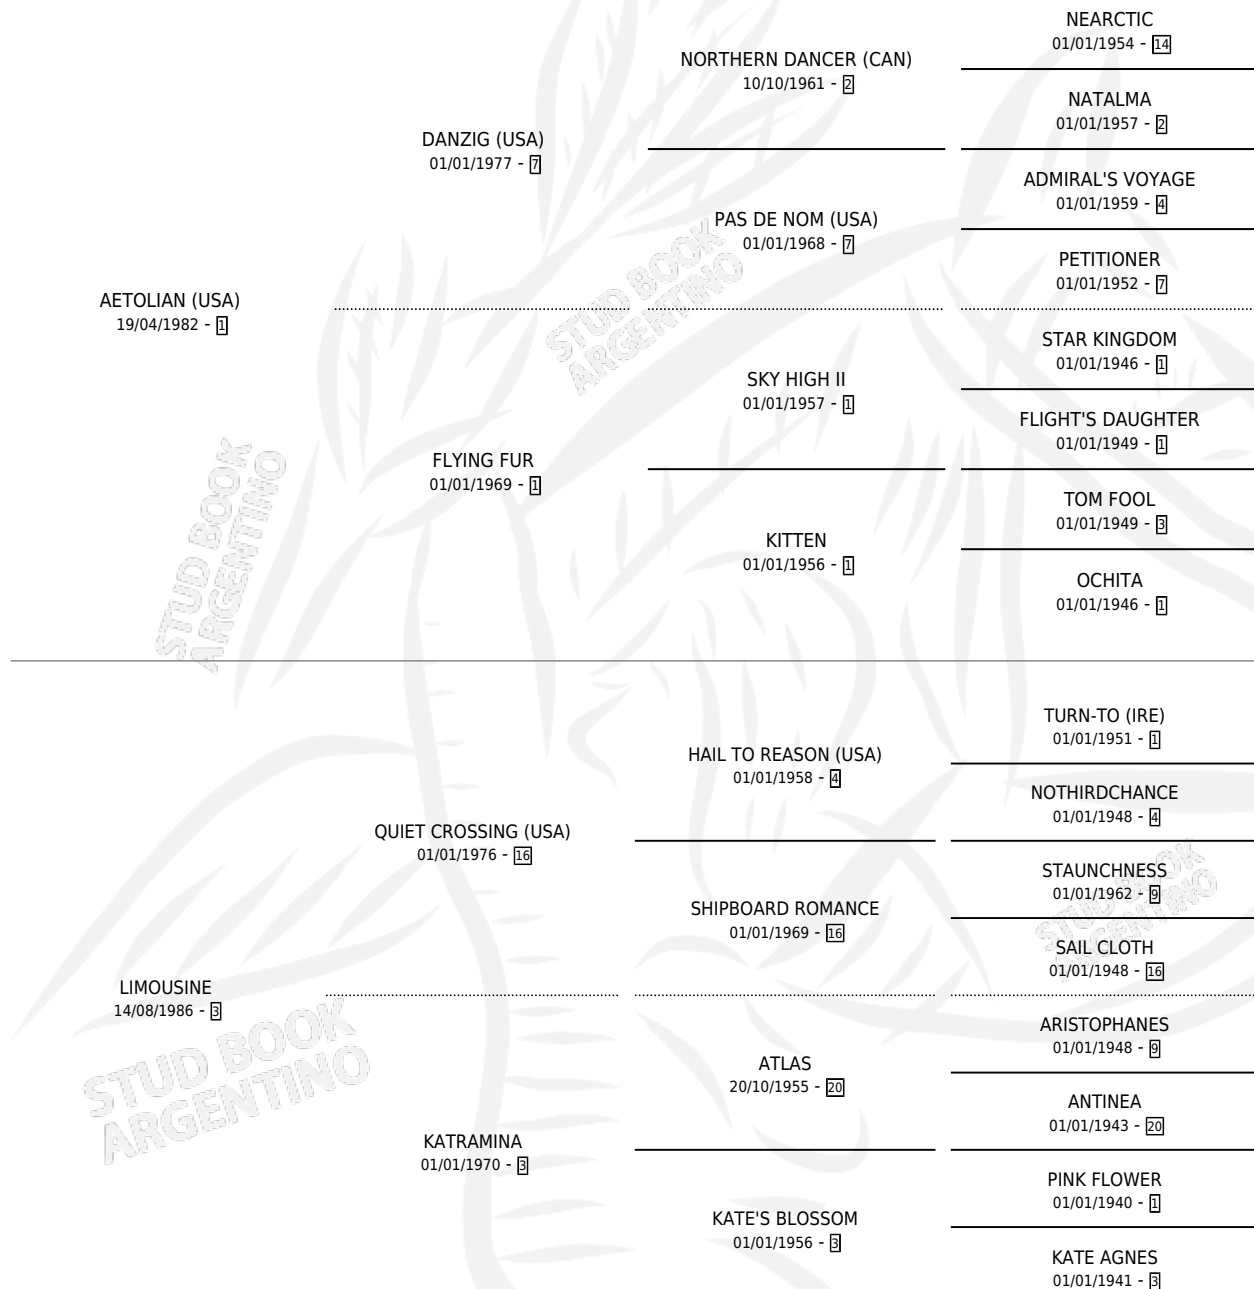 NEARCTIC
01/01/1954 - 14
NORTHERN DANCER (CAN)
10/10/1961 - 2
NATALMA
01/01/1957 - 2
DANZIG (USA)
01/01/1977 - 7
ADMIRAL'S VOYAGE
01/01/1959 - 4
PAS DE NOM (USA)
01/01/1968 - 7
PETITIONER
01/01/1952 - 7
AETOLIAN (USA)
19/04/1982 - 1
STUD BOOK
ARGENTINO
STAR KINGDOM
01/01/1946 - 1
SKY HIGH II
01/01/1957 - 1
FLIGHT'S DAUGHTER
01/01/1949 - 1
FLYING FUR
01/01/1969 - 1
TOM FOOL
01/01/1949 - 3
KITTEN
01/01/1956 - 1
OCHITA
01/01/1946 - 1
STUD BOOK
ARGENTINO
TURN-TO (IRE)
01/01/1951 - 1
HAIL TO REASON (USA)
01/01/1958 - 4
NOTHIRDCHANCE
01/01/1948 - 4
QUIET CROSSING (USA)
01/01/1976 - 16
STAUNCHNESS
01/01/1962 - 9
SHIPBOARD ROMANCE
01/01/1969 - 16
STUD BOOK
ARGENTINO
SAIL CLOTH
01/01/1948 - 16
LIMOUSINE
14/08/1986 - 3
ARISTOPHANES
01/01/1948 - 9
STUD BOOK
ARGENTINO
ATLAS
20/10/1955 - 20
ANTINEA
01/01/1943 - 20
KATRAMINA
01/01/1970 - 3
PINK FLOWER
01/01/1940 - 1
KATE'S BLOSSOM
01/01/1956 - 3
KATE AGNES
01/01/1941 - 3